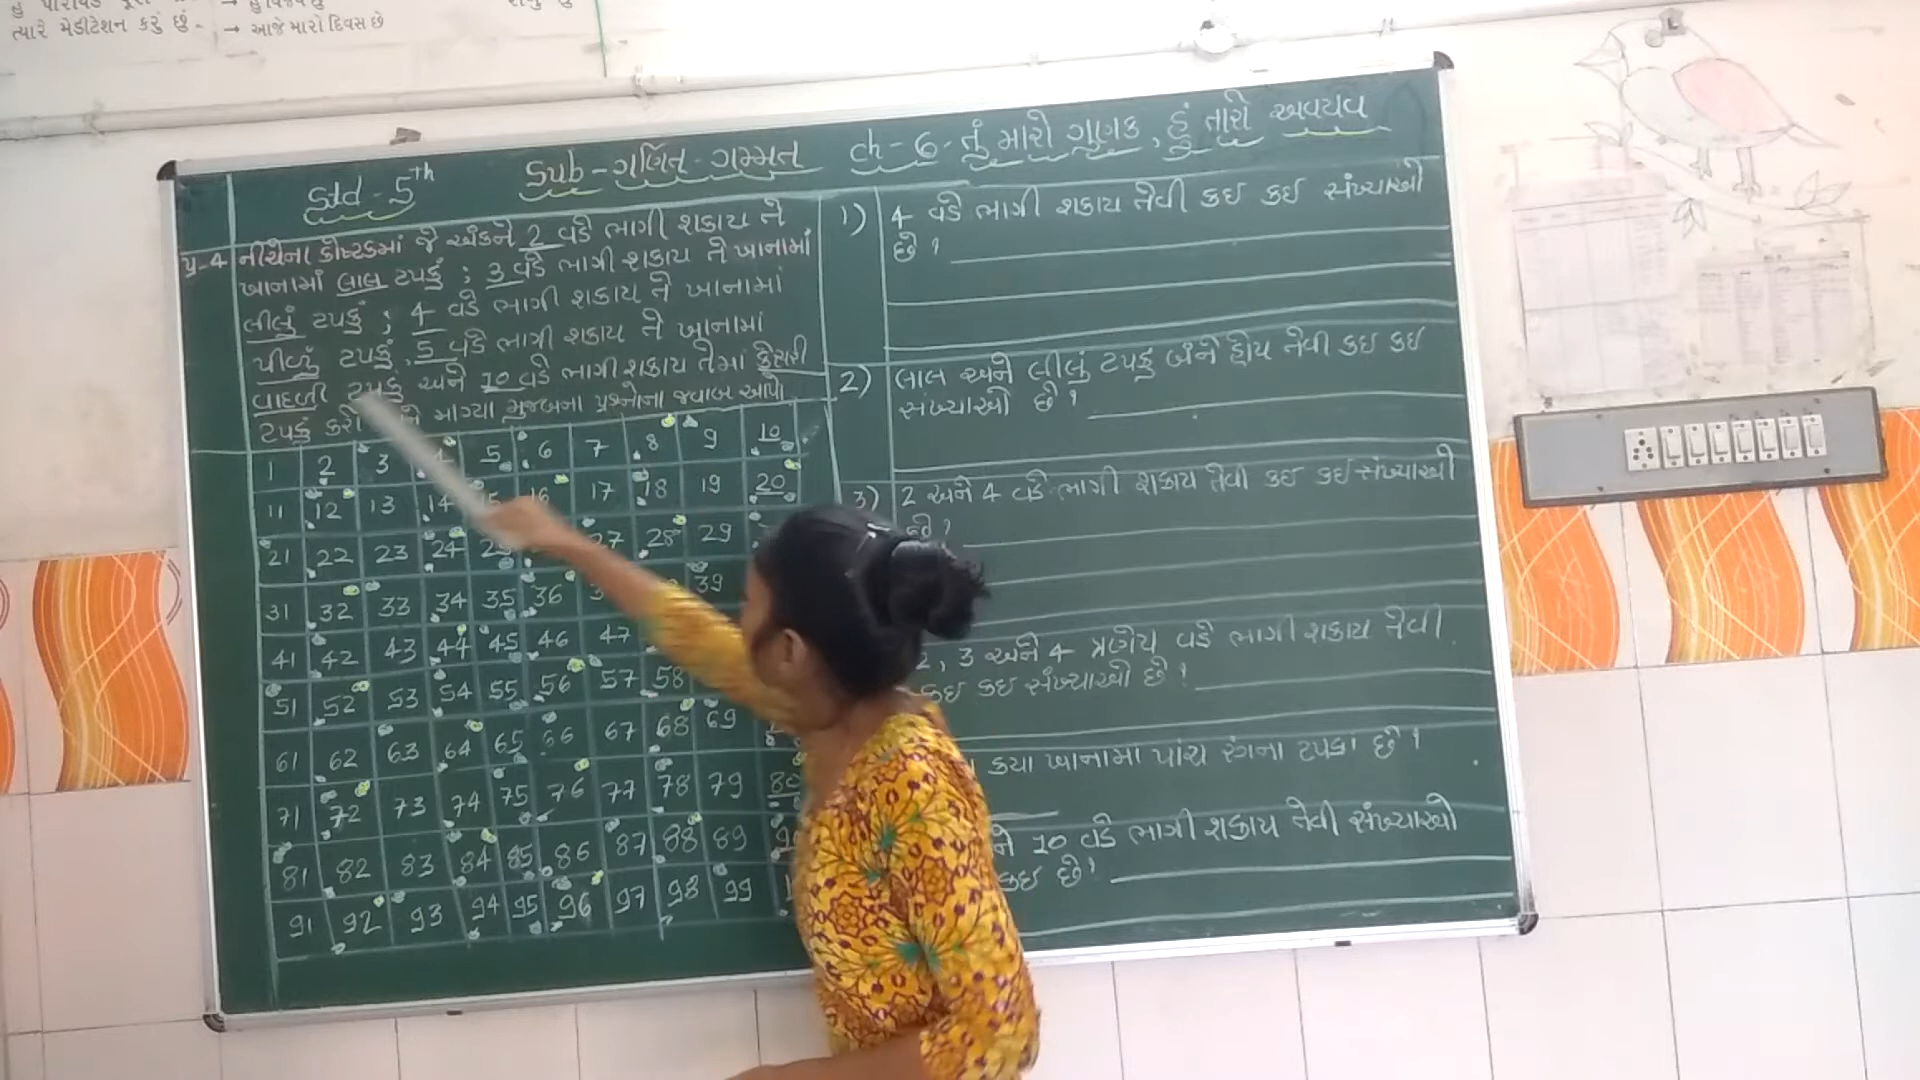 ત્યારે મેડીટેશન કરું છું.
→ આજે મારો દિવસ છે
Std - 5th
Sub - ગણિત - ગમ્મત
ch - 6 - તું મારો ગુણક, હું તારો અવયવ
પ્ર-4 નીચેના કોષ્ટકમાં જે અંકને 2 વડે ભાગી શકાય તે
ખાનામાં લાલ ટપકું ; 3 વડે ભાગી શકાય તે ખાનામાં
લીલું ટપકું ; 4 વડે ભાગી શકાય તે ખાનામાં
પીળું ટપકું, 5 વડે ભાગી શકાય તે ખાનામાં
વાદળી ટપકું અને 10 વડે ભાગી શકાય તેમાં કેસરી
ટપકું કરો માગ્યા મુજબના પ્રશ્નોના જવાબ આપો.
1 2 3 5 6 7 8 9 10
11 12 13 14 15 16 17 18 19 20
21 22 23 24 27 28 29
31 32 33 34 35 36 39
41 42 43 44 45 46 47
51 52 53 54 55 56 57 58
61 62 63 64 65 66 67 68 69
71 72 73 74 75 76 77 78 79 80
81 82 83 84 85 86 87 88 89
91 92 93 94 95 96 97 98 99
1) 4 વડે ભાગી શકાય તેવી કઇ કઇ સંખ્યાઓ
છે ?
2) લાલ અને લીલું ટપકું બંને હોય તેવી કઇ કઇ
સંખ્યાઓ છે ?
3) 2 અને 4 વડે ભાગી શકાય તેવી કઇ કઇ સંખ્યાઓ
છે ?
2, 3 અને 4 ત્રણેય વડે ભાગી શકાય તેવી
કઇ કઇ સંખ્યાઓ છે ?
કયા ખાનામા પાંચ રંગના ટપકાં છે ?
ને 10 વડે ભાગી શકાય તેવી સંખ્યાઓ
કઇ છે ?